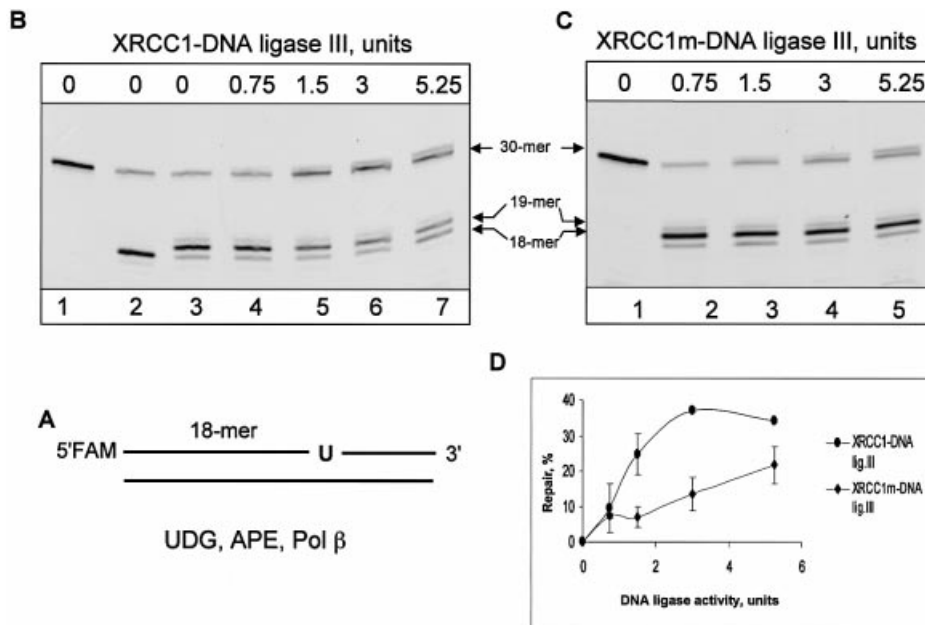 B
XRCC1-DNA ligase III, units
0 0 0 0.75 1.5 3 5.25
1 2 3 4 5 6 7
30-mer
19-mer
18-mer
C
XRCC1m-DNA ligase III, units
0 0.75 1.5 3 5.25
1 2 3 4 5
A
18-mer
5'FAM U 3'
UDG, APE, Pol β
D
Repair, %
40
30
20
10
0
0 2 4 6
DNA ligase activity, units
XRCC1-DNA
lig.III
XRCC1m-DNA
lig.III